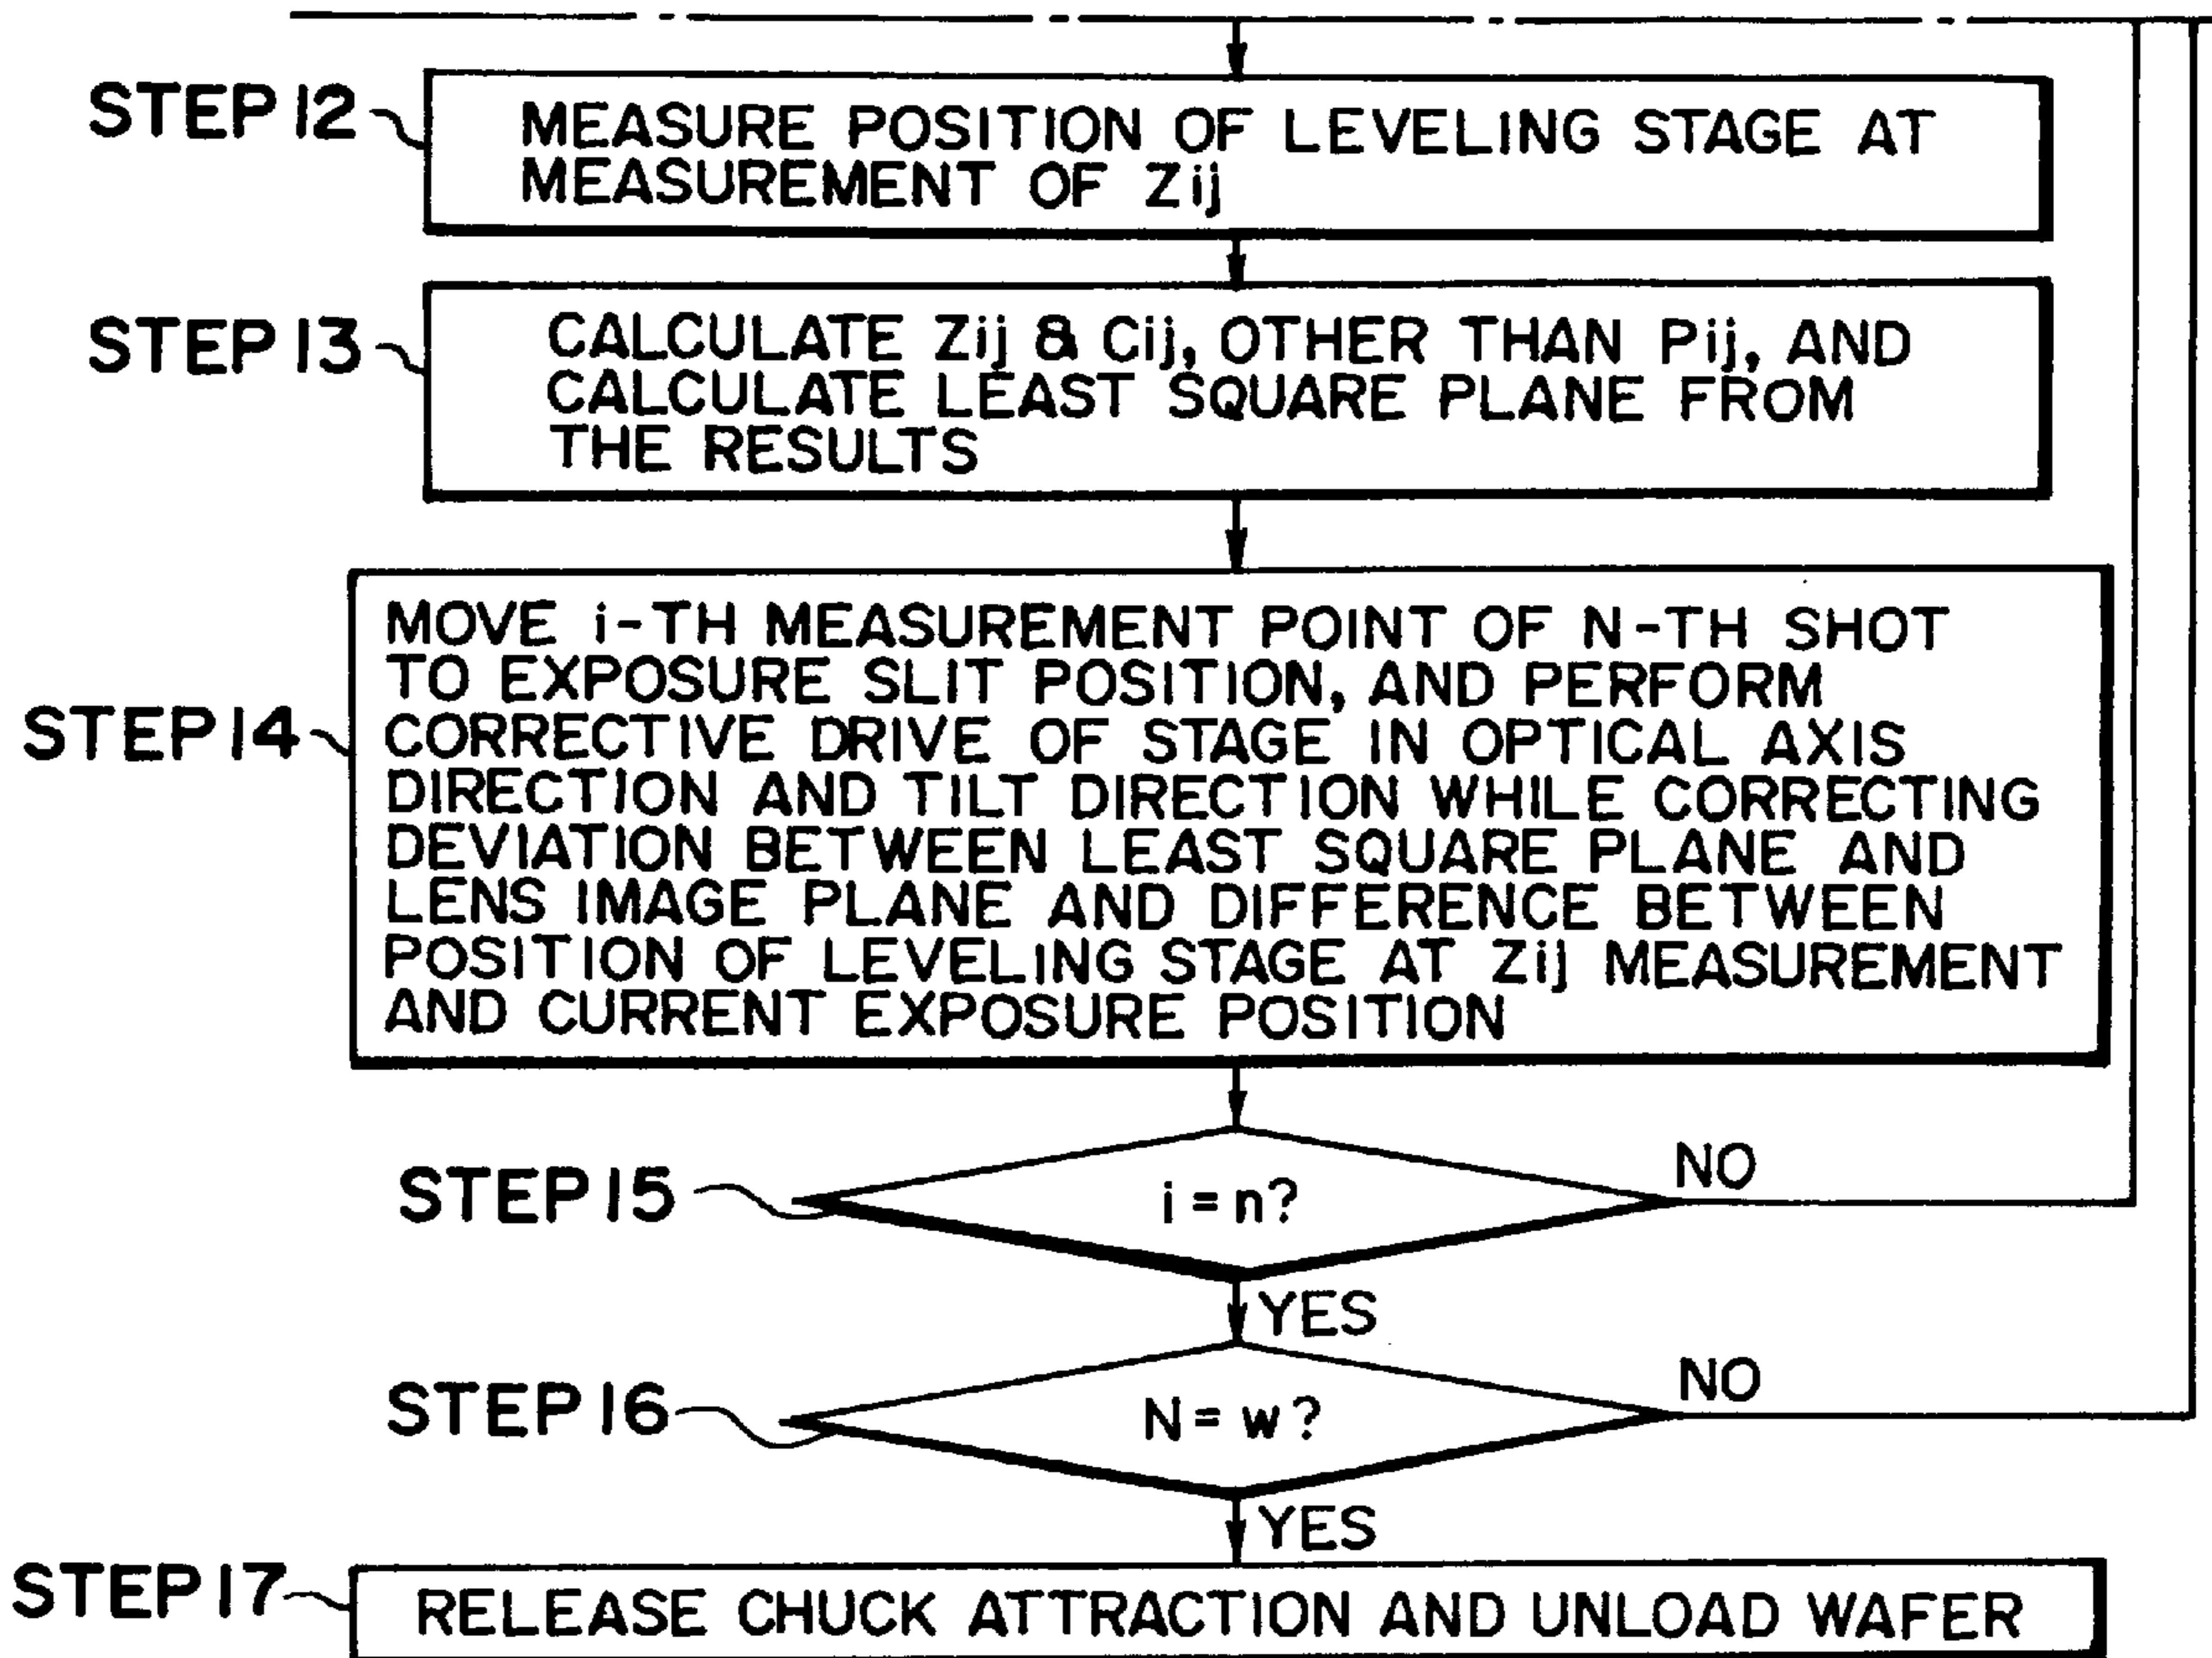 STEP 12
MEASURE POSITION OF LEVELING STAGE AT
MEASUREMENT OF Zij
STEP 13
CALCULATE Zij & Cij, OTHER THAN Pij, AND
CALCULATE LEAST SQUARE PLANE FROM
THE RESULTS
STEP 14
MOVE i-TH MEASUREMENT POINT OF N-TH SHOT
TO EXPOSURE SLIT POSITION, AND PERFORM
CORRECTIVE DRIVE OF STAGE IN OPTICAL AXIS
DIRECTION AND TILT DIRECTION WHILE CORRECTING
DEVIATION BETWEEN LEAST SQUARE PLANE AND
LENS IMAGE PLANE AND DIFFERENCE BETWEEN
POSITION OF LEVELING STAGE AT Zij MEASUREMENT
AND CURRENT EXPOSURE POSITION
STEP 15
i = n?
NO
YES
STEP 16
N = w?
NO
YES
STEP 17
RELEASE CHUCK ATTRACTION AND UNLOAD WAFER